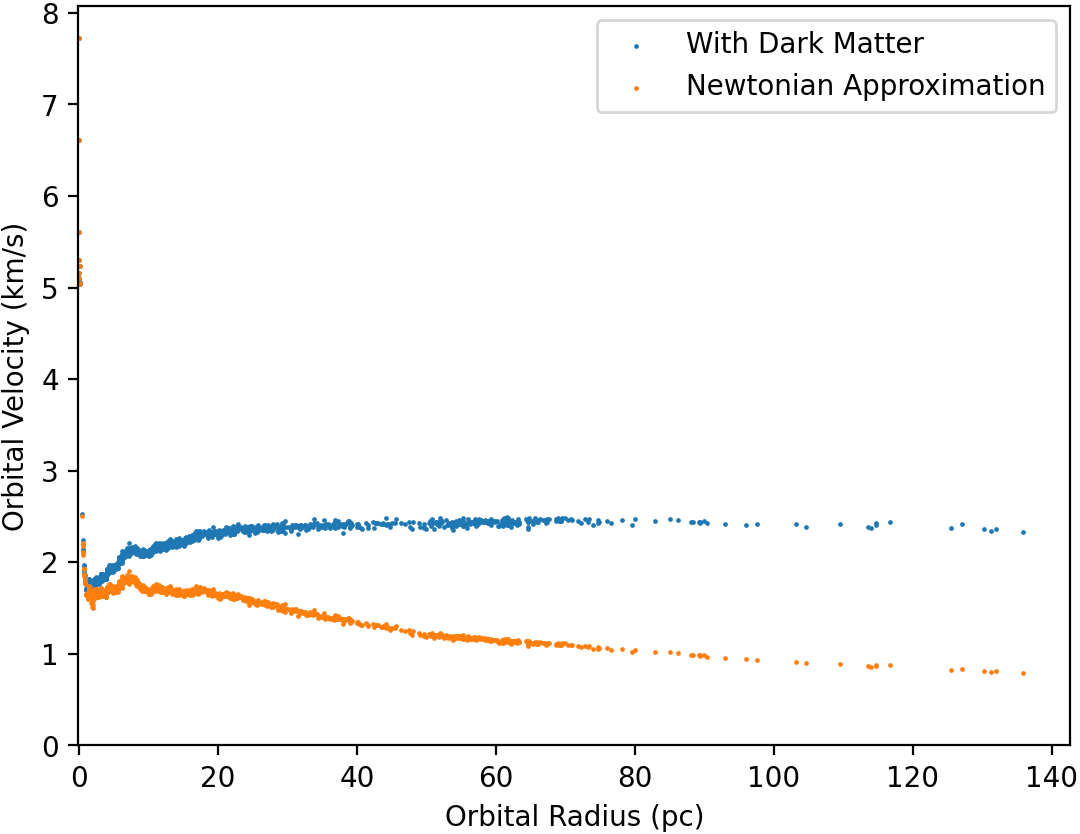 With Dark Matter
Newtonian Approximation
8
7
6
5
4
3
2
1
0
Orbital Velocity (km/s)
0 20 40 60 80 100 120 140
Orbital Radius (pc)